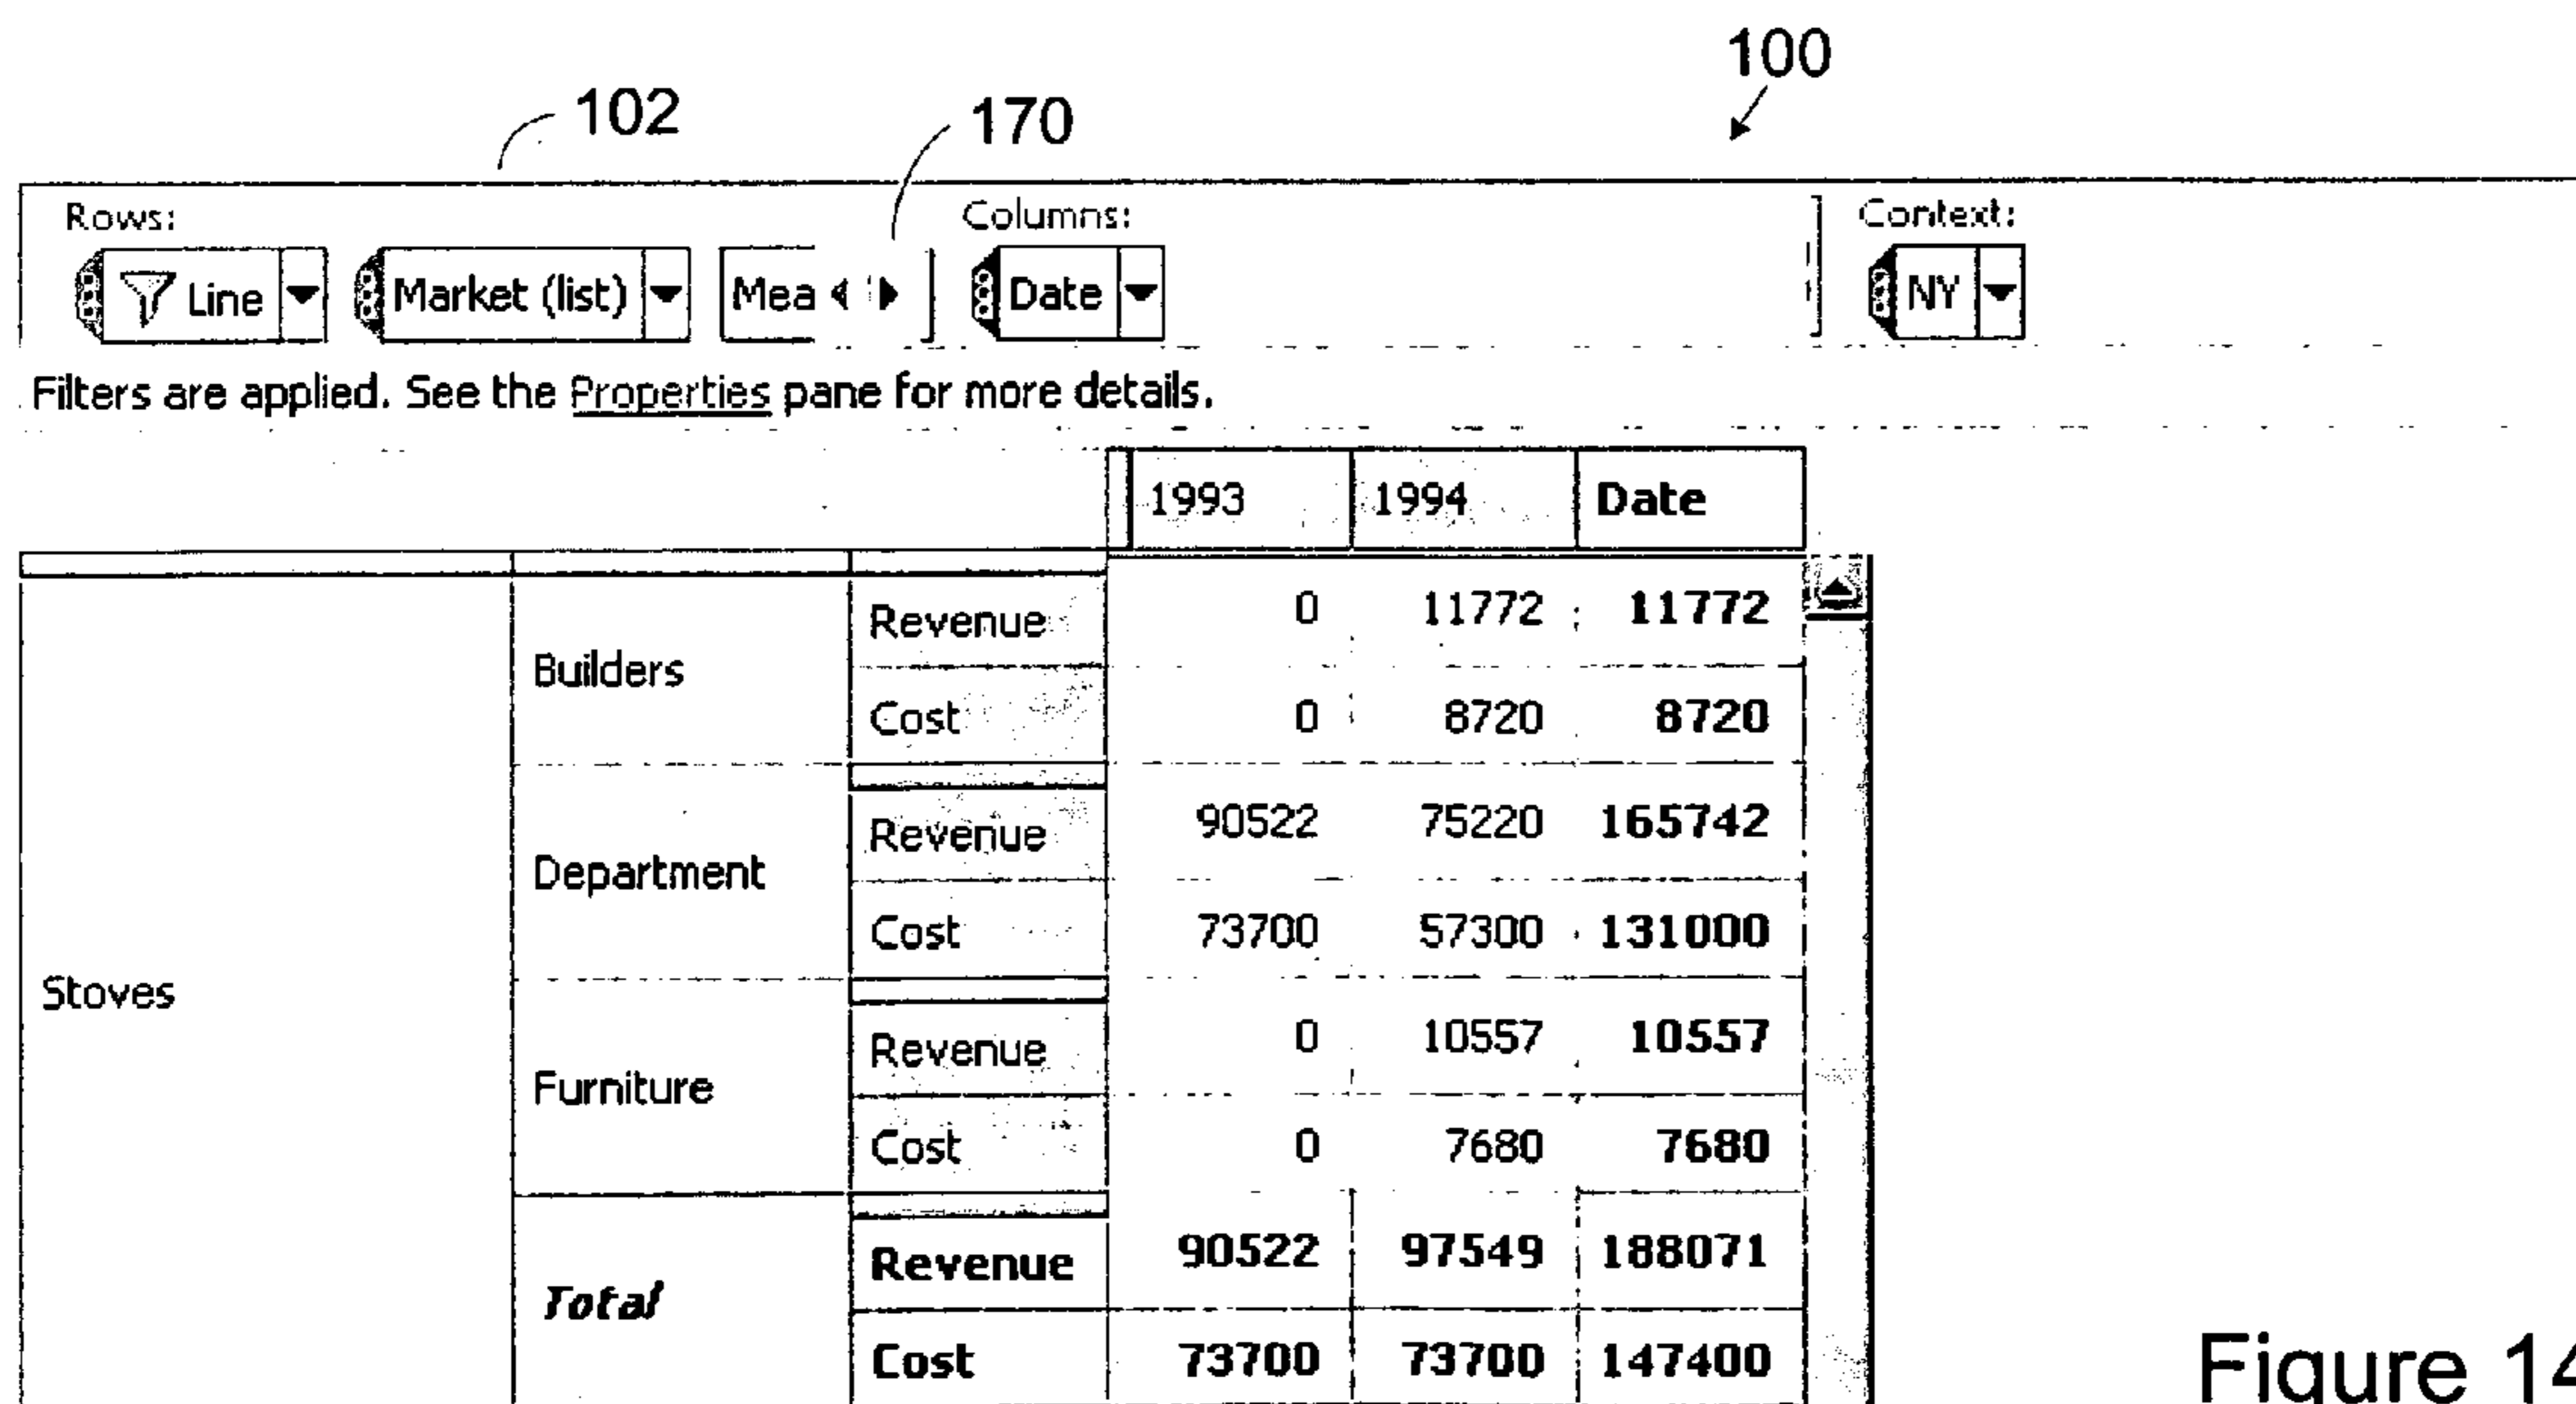 100
102
170
Rows:
Columns:
Context:
Line
Market (list)
Mea
Date
NY
Filters are applied. See the Properties pane for more details.
1993 1994 Date
Stoves
Builders
Revenue 0 11772 11772
Cost 0 8720 8720
Department
Revenue 90522 75220 165742
Cost 73700 57300 131000
Furniture
Revenue 0 10557 10557
Cost 0 7680 7680
Total
Revenue 90522 97549 188071
Cost 73700 73700 147400
Figure 14